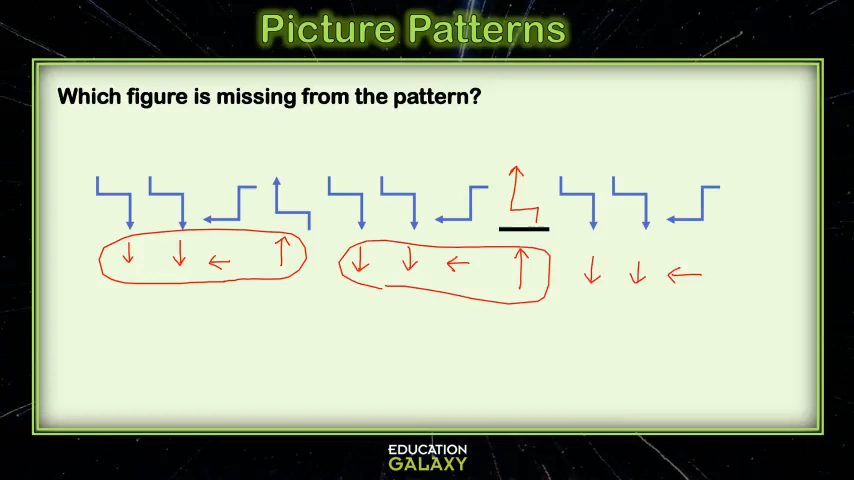 Picture Patterns
Which figure is missing from the pattern?
EDUCATION
GALAXY